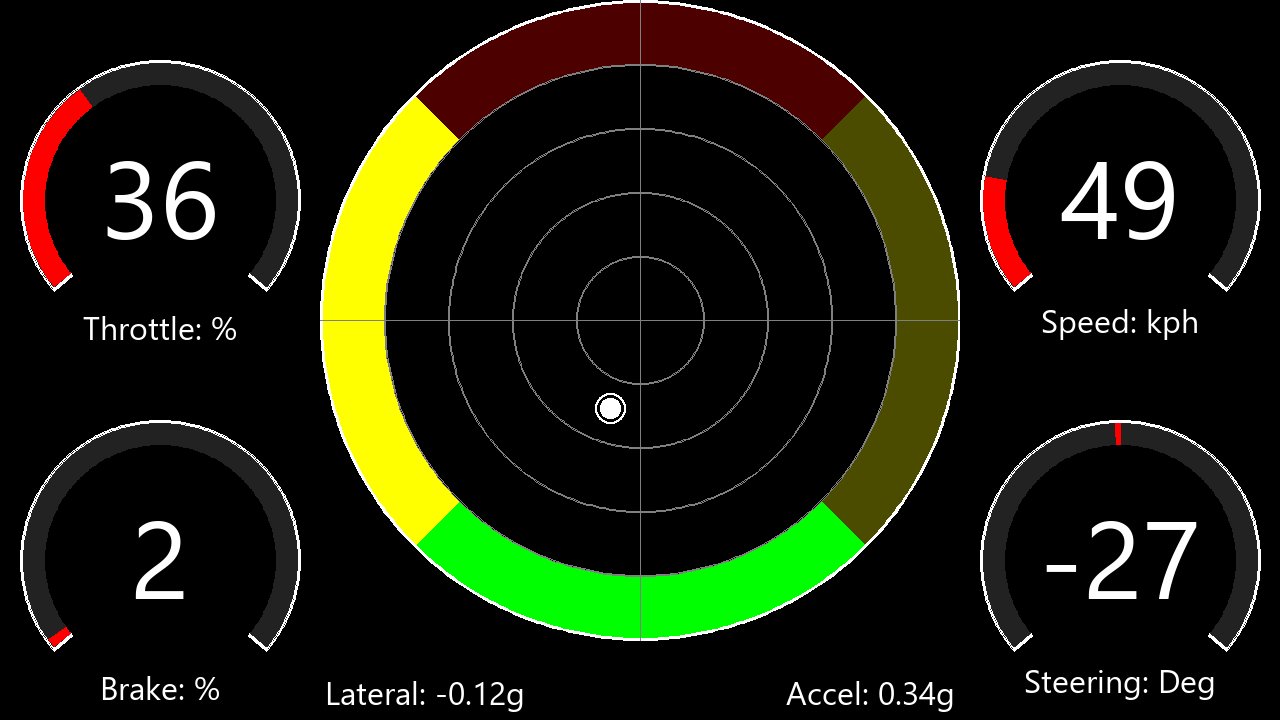 36
Throttle: %
49
Speed: kph
2
Brake: %
-27
Steering: Deg
Lateral: -0.12g
Accel: 0.34g